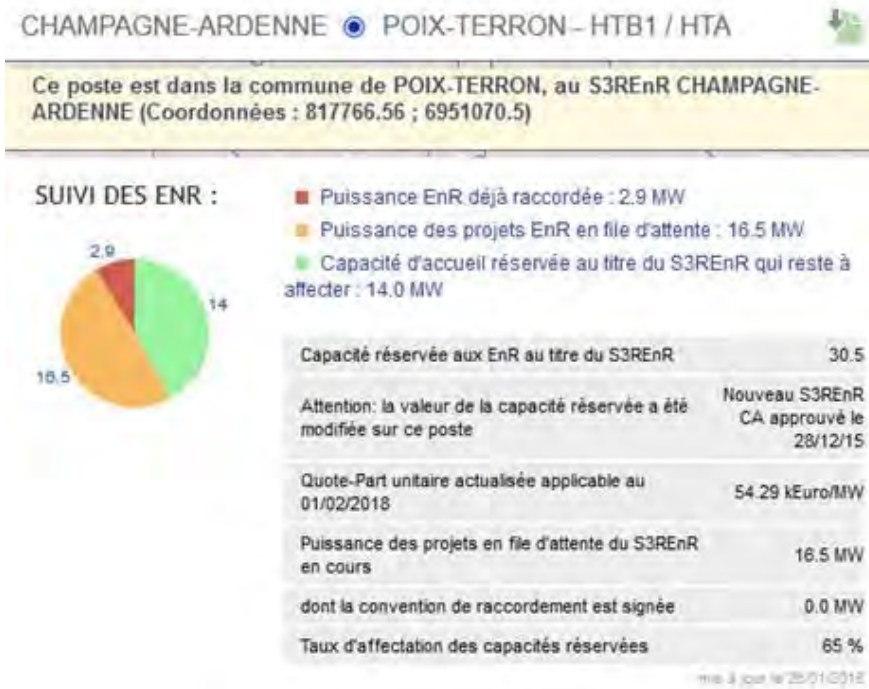 CHAMPAGNE-ARDENNE POIX-TERRON - HTB1 / HTA
Ce poste est dans la commune de POIX-TERRON, au S3REnR CHAMPAGNE-
ARDENNE (Coordonnées : 817766.56 ; 6951070.5)
SUIVI DES ENR :
2.9
14
16.5
Puissance EnR déjà raccordée : 2.9 MW
Puissance des projets EnR en file d'attente : 16.5 MW
Capacité d'accueil réservée au titre du S3REnR qui reste à
affecter : 14.0 MW
Capacité réservée aux EnR au titre du S3REnR 30.5
Attention: la valeur de la capacité réservée a été
modifiée sur ce poste
Nouveau S3REnR
CA approuvé le
28/12/15
Quote-Part unitaire actualisée applicable au
01/02/2018
54.29 kEuro/MW
Puissance des projets en file d'attente du S3REnR
en cours
16.5 MW
dont la convention de raccordement est signée 0.0 MW
Taux d'affectation des capacités réservées 65 %
mis à jour le